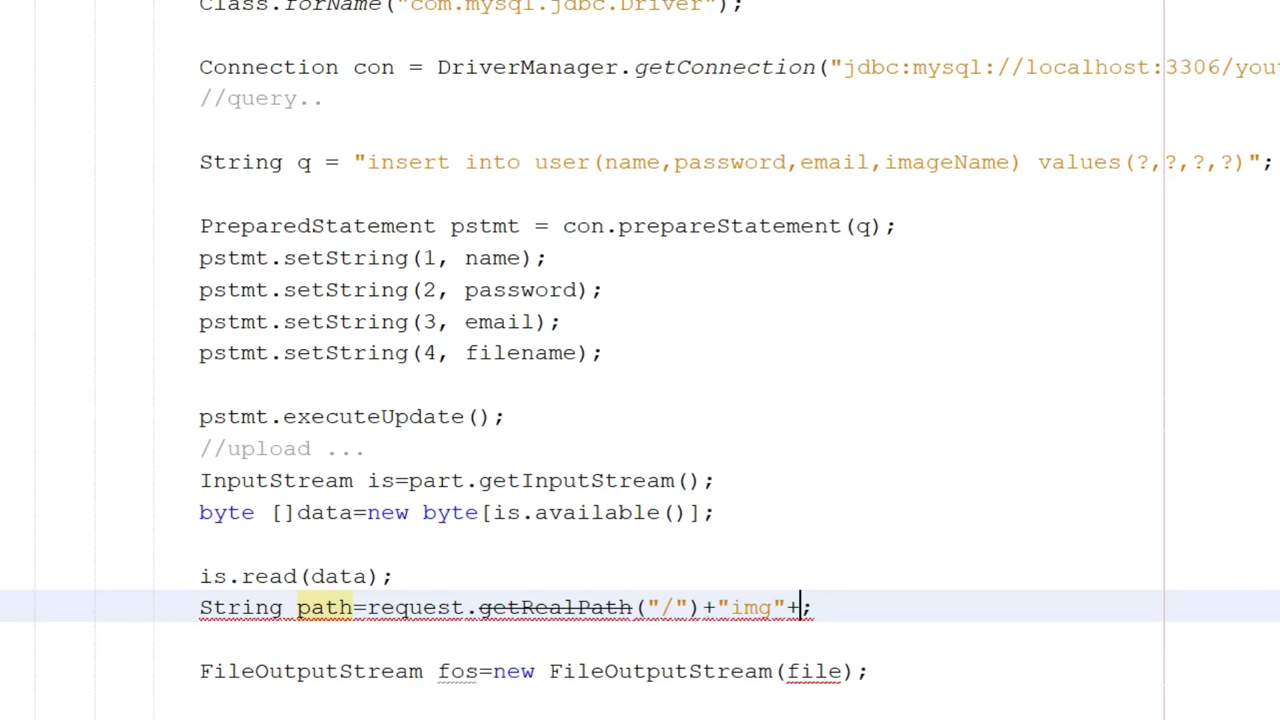 Class.forName("com.mysql.jdbc.Driver");
Connection con = DriverManager.getConnection("jdbc:mysql://localhost:3306/you
//query..
String q = "insert into user(name,password,email,imageName) values(?,?,?,?)";
PreparedStatement pstmt = con.prepareStatement(q);
pstmt.setString(1, name);
pstmt.setString(2, password);
pstmt.setString(3, email);
pstmt.setString(4, filename);
pstmt.executeUpdate();
//upload ...
InputStream is=part.getInputStream();
byte []data=new byte[is.available()];
is.read(data);
String path=request.getRealPath("/")+"img"+;
FileOutputStream fos=new FileOutputStream(file);